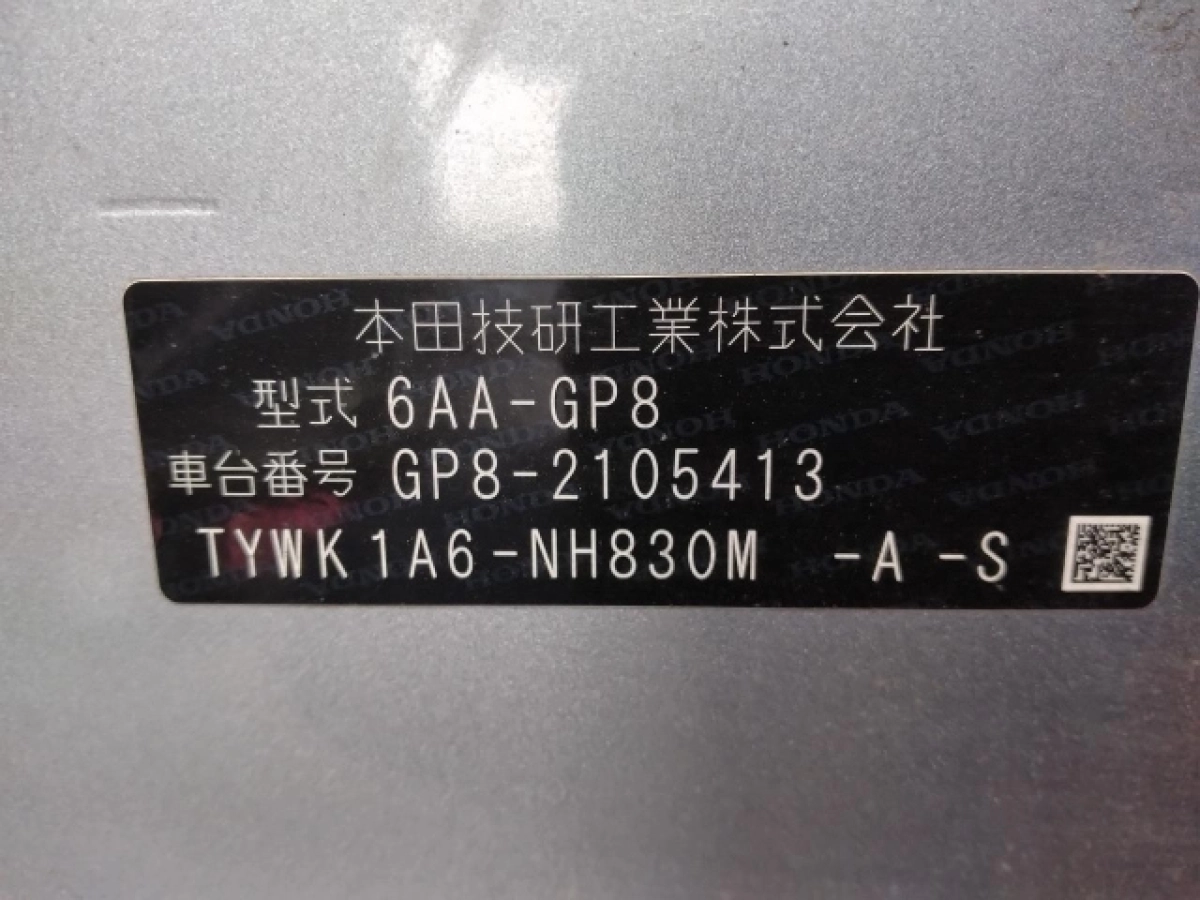 本田技研工業株式会社
型式 6AA-GP8
車台番号 GP8-2105413
TYWK1A6-NH830M -A -S